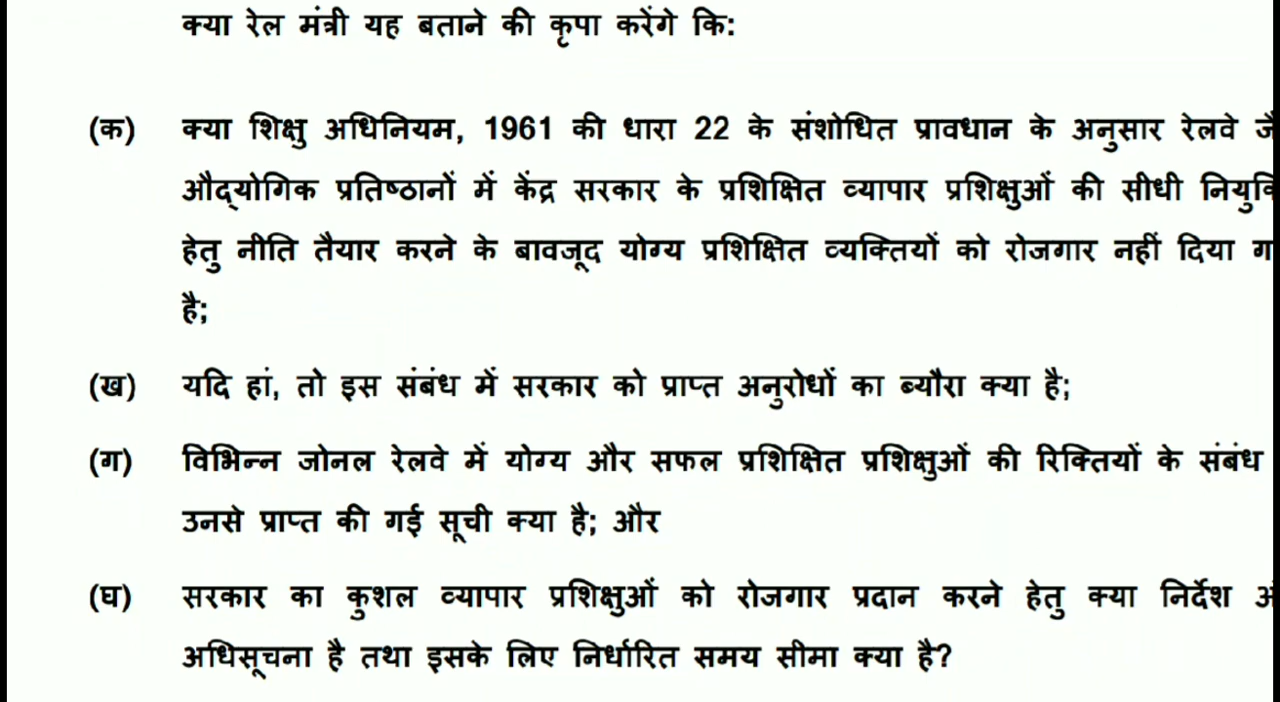 क्या रेल मंत्री यह बताने की कृपा करेंगे कि:
(क) क्या शिक्षु अधिनियम, 1961 की धारा 22 के संशोधित प्रावधान के अनुसार रेलवे
औद्योगिक प्रतिष्ठानों में केंद्र सरकार के प्रशिक्षित व्यापार प्रशिक्षुओं की सीधी
हेतु नीति तैयार करने के बावजूद योग्य प्रशिक्षित व्यक्तियों को रोजगार नहीं दिया
है;
(ख) यदि हां, तो इस संबंध में सरकार को प्राप्त अनुरोधों का ब्यौरा क्या है;
(ग) विभिन्न जोनल रेलवे में योग्य और सफल प्रशिक्षित प्रशिक्षुओं की रिक्तियों के संबंध
उनसे प्राप्त की गई सूची क्या है; और
(घ) सरकार का कुशल व्यापार प्रशिक्षुओं को रोजगार प्रदान करने हेतु क्या निर्देश
अधिसूचना है तथा इसके लिए निर्धारित समय सीमा क्या है?